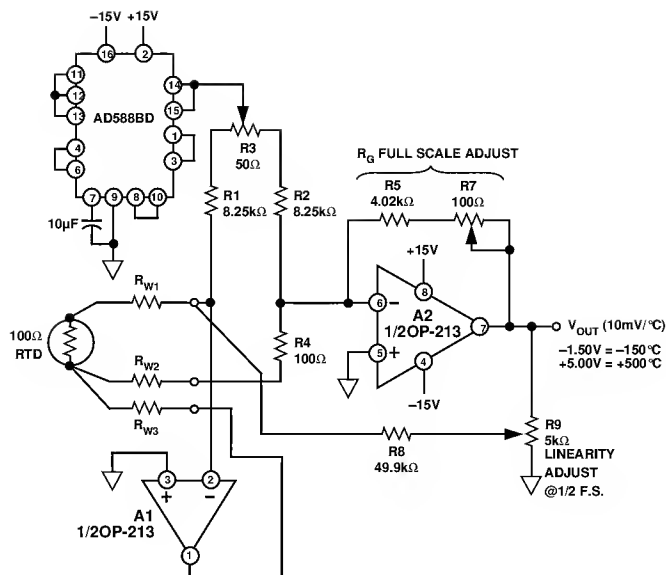 –15V +15V
16 2
11
12
13
14
15
AD588BD
1
3
4
6
7 9 8 10
10μF
R3
50Ω
R1
8.25kΩ
R2
8.25kΩ
RG FULL SCALE ADJUST
R5
4.02kΩ
R7
100Ω
+15V
8
6 –
A2
1/2OP-213
7
5 +
4
–15V
VOUT (10mV/°C)
–1.50V = –150°C
+5.00V = +500°C
RW1
100Ω
RTD
R4
100Ω
RW2
RW3
R8
49.9kΩ
R9
5kΩ
LINEARITY
ADJUST
@1/2 F.S.
3 2
+ –
A1
1/2OP-213
1